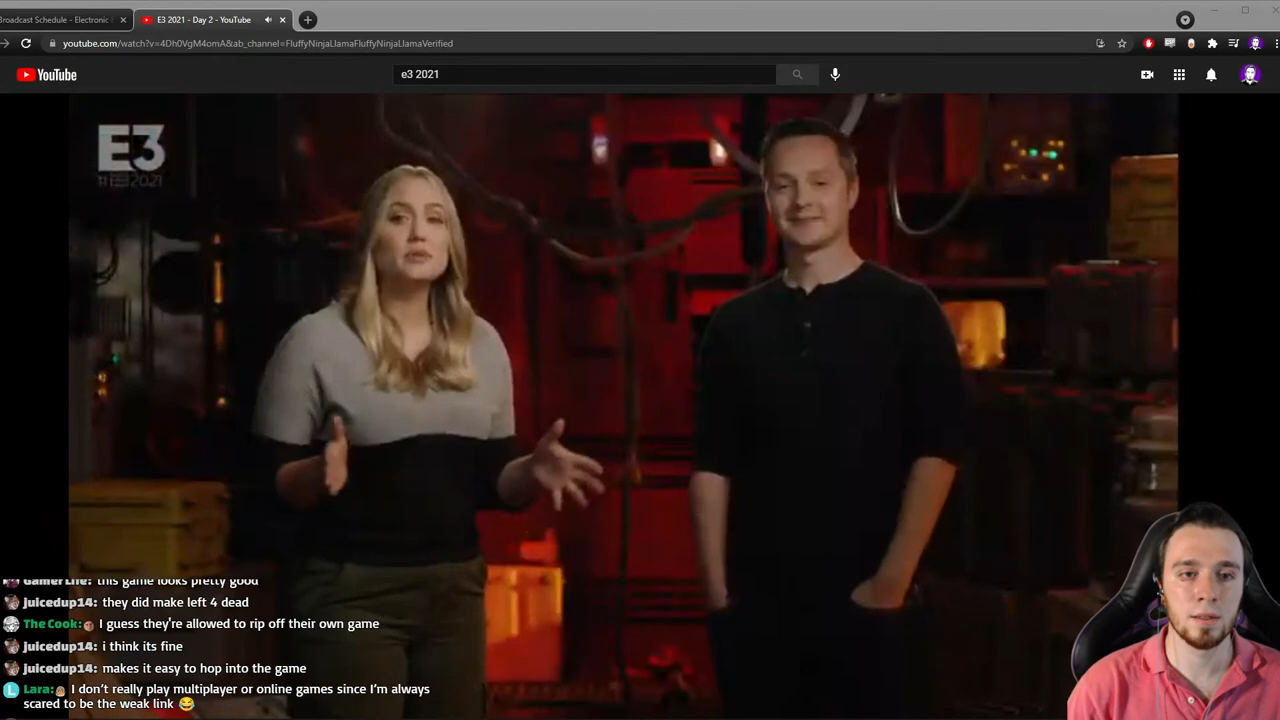 Broadcast Schedule - Electronic E
E3 2021 - Day 2 - YouTube
youtube.com/watch?v=4Dh0VgM4omA&ab_channel=FluffyNinjaLlamaFluffyNinjaLlamaVerified
YouTube
e3 2021
E3
2021
GamerLife: this game looks pretty good
juicedup14: they did make left 4 dead
The Cook: I guess they're allowed to rip off their own game
juicedup14: i think its fine
juicedup14: makes it easy to hop into the game
L
Lara: I don't really play multiplayer or online games since I'm always
scared to be the weak link 😂